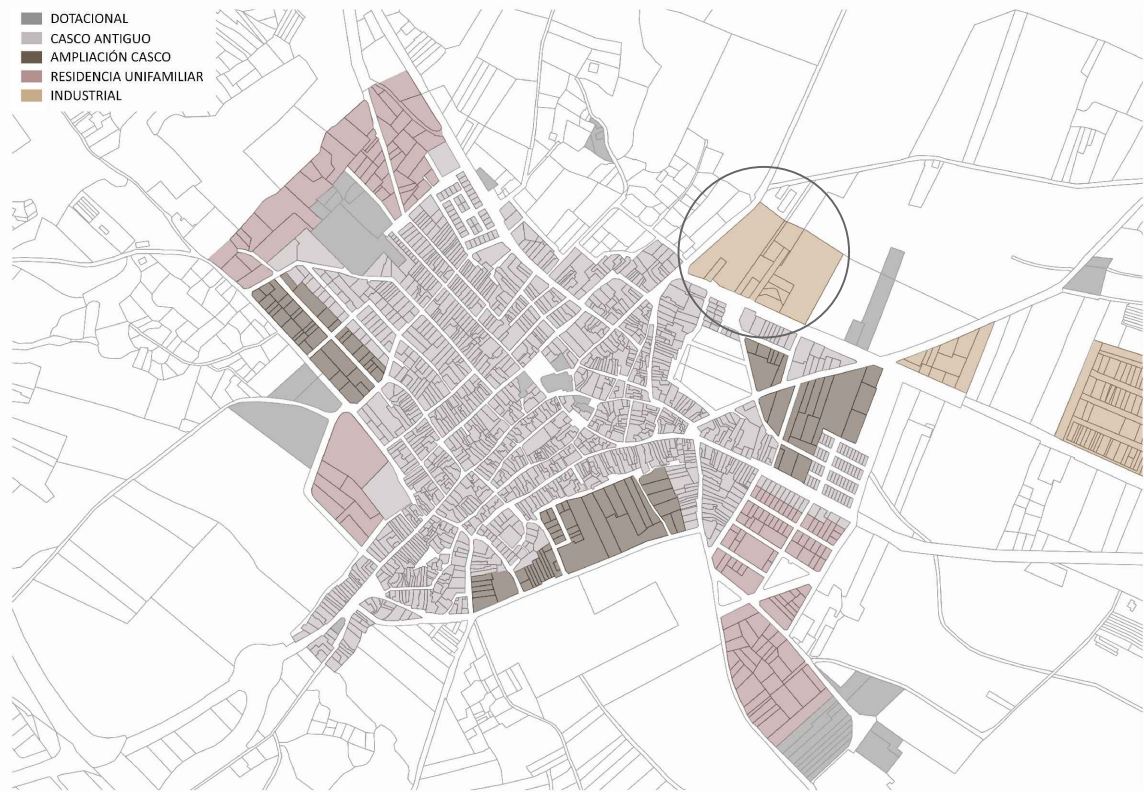 DOTACIONAL
CASCO ANTIGUO
AMPLIACIÓN CASCO
RESIDENCIA UNIFAMILIAR
INDUSTRIAL